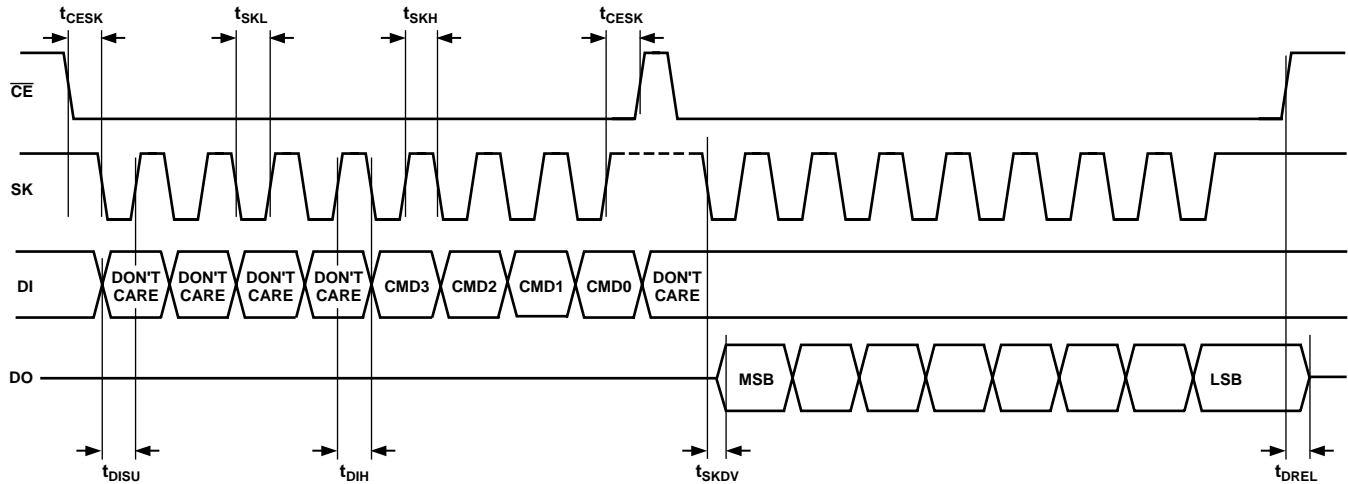 tCESK tSKL tSKH tCESK
CE
SK
DI DON'T CARE DON'T CARE DON'T CARE DON'T CARE CMD3 CMD2 CMD1 CMD0 DON'T CARE
DO MSB LSB
tDISU tDIH tSKDV tDREL